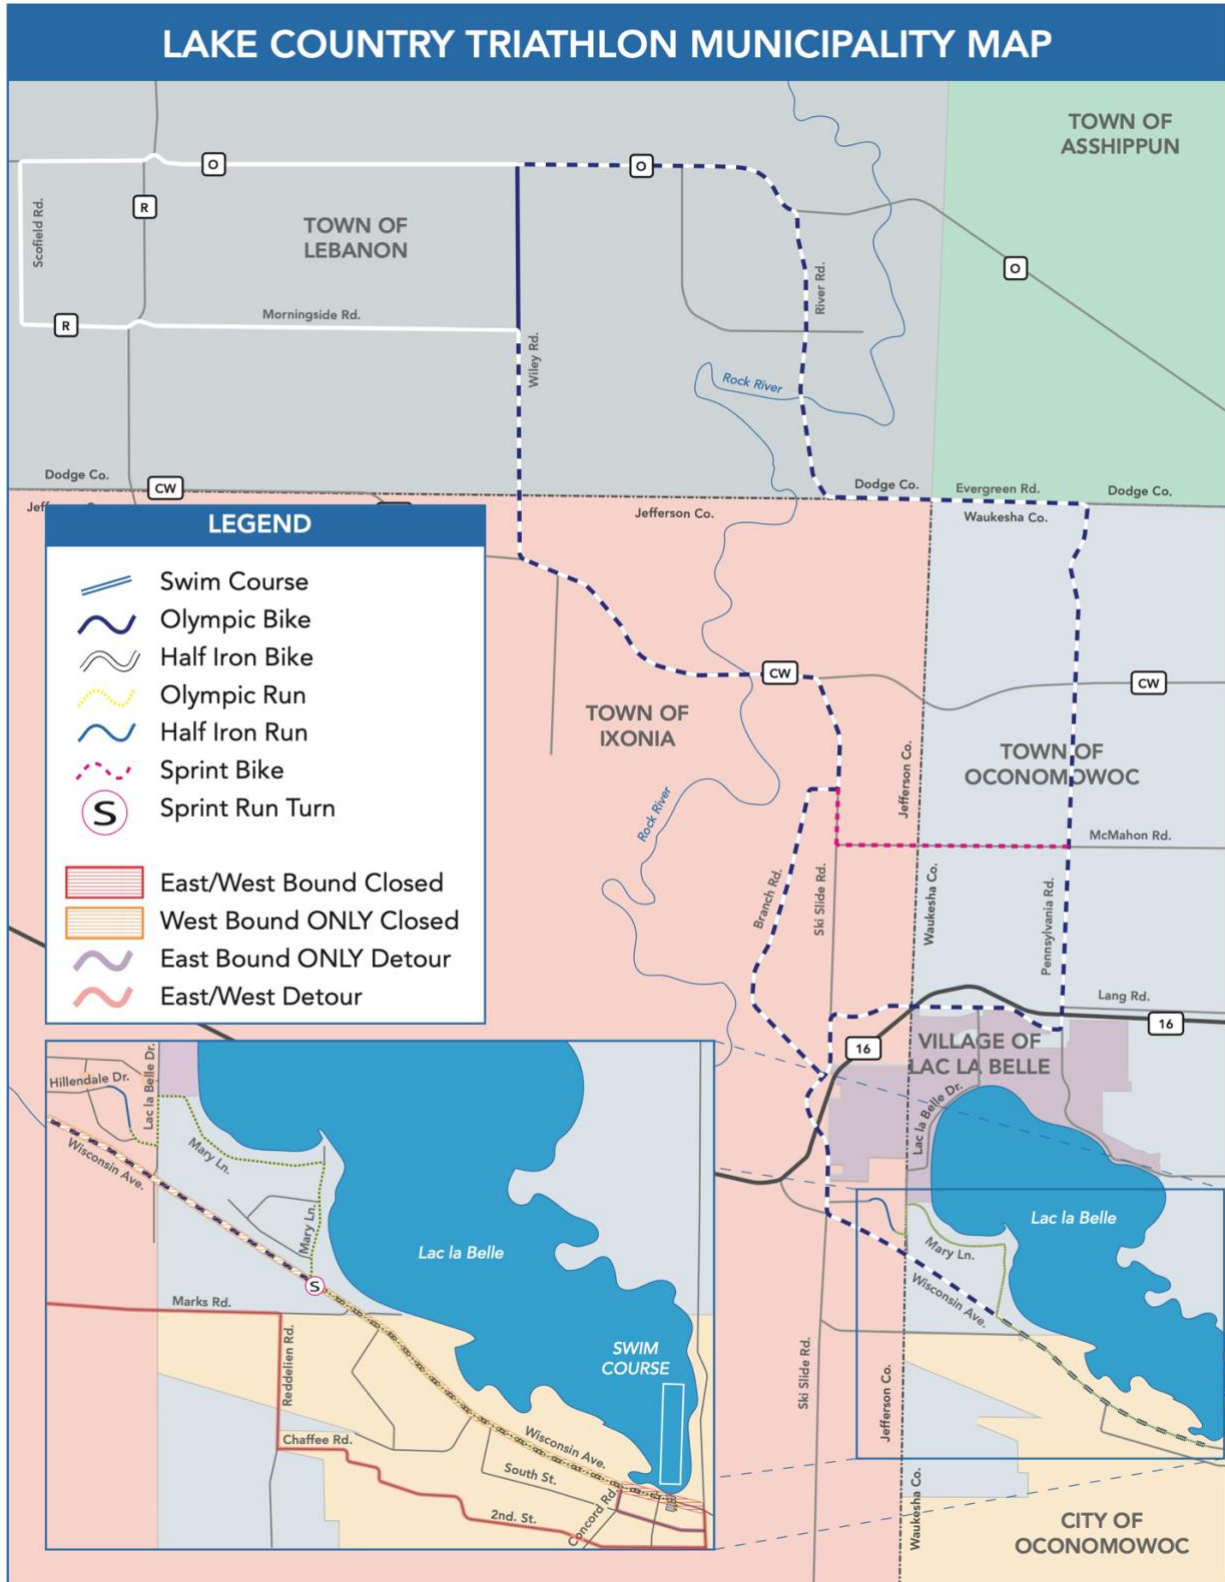 LAKE COUNTRY TRIATHLON MUNICIPALITY MAP
TOWN OF
ASSHIPPUN
O
O
R
Scofield Rd.
TOWN OF
LEBANON
O
River Rd.
R
Morningside Rd.
Wiley Rd.
Rock River
Dodge Co.
CW
Dodge Co.
Evergreen Rd.
Dodge Co.
Jefferson Co.
Waukesha Co.
LEGEND
Swim Course
Olympic Bike
Half Iron Bike
Olympic Run
Half Iron Run
Sprint Bike
S
Sprint Run Turn
East/West Bound Closed
West Bound ONLY Closed
East Bound ONLY Detour
East/West Detour
CW
CW
TOWN OF
IXONIA
TOWN OF
OCONOMOWOC
Jefferson Co.
Rock River
McMahon Rd.
Branch Rd.
Ski Slide Rd.
Waukesha Co.
Pennsylvania Rd.
Lang Rd.
16
16
VILLAGE OF
LAC LA BELLE
Lac la Belle Dr.
Lac la Belle
Mary Ln.
Wisconsin Ave.
Ski Slide Rd.
Jefferson Co.
Waukesha Co.
CITY OF
OCONOMOWOC
Hillendale Dr.
Lac la Belle Dr.
Wisconsin Ave.
Mary Ln.
Mary Ln.
Lac la Belle
S
Marks Rd.
Reddelien Rd.
SWIM
COURSE
Chaffee Rd.
Wisconsin Ave.
South St.
Concord Rd.
2nd. St.